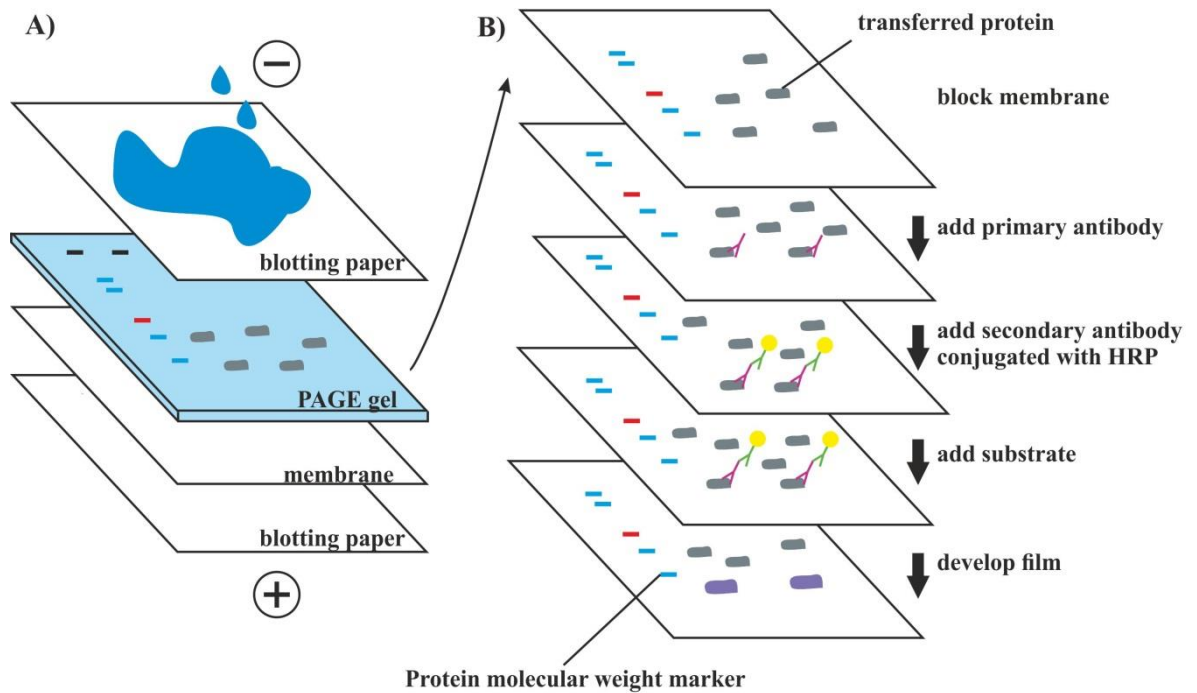 A)
−
blotting paper
PAGE gel
membrane
blotting paper
+
B)
transferred protein
block membrane
add primary antibody
add secondary antibody
conjugated with HRP
add substrate
develop film
Protein molecular weight marker